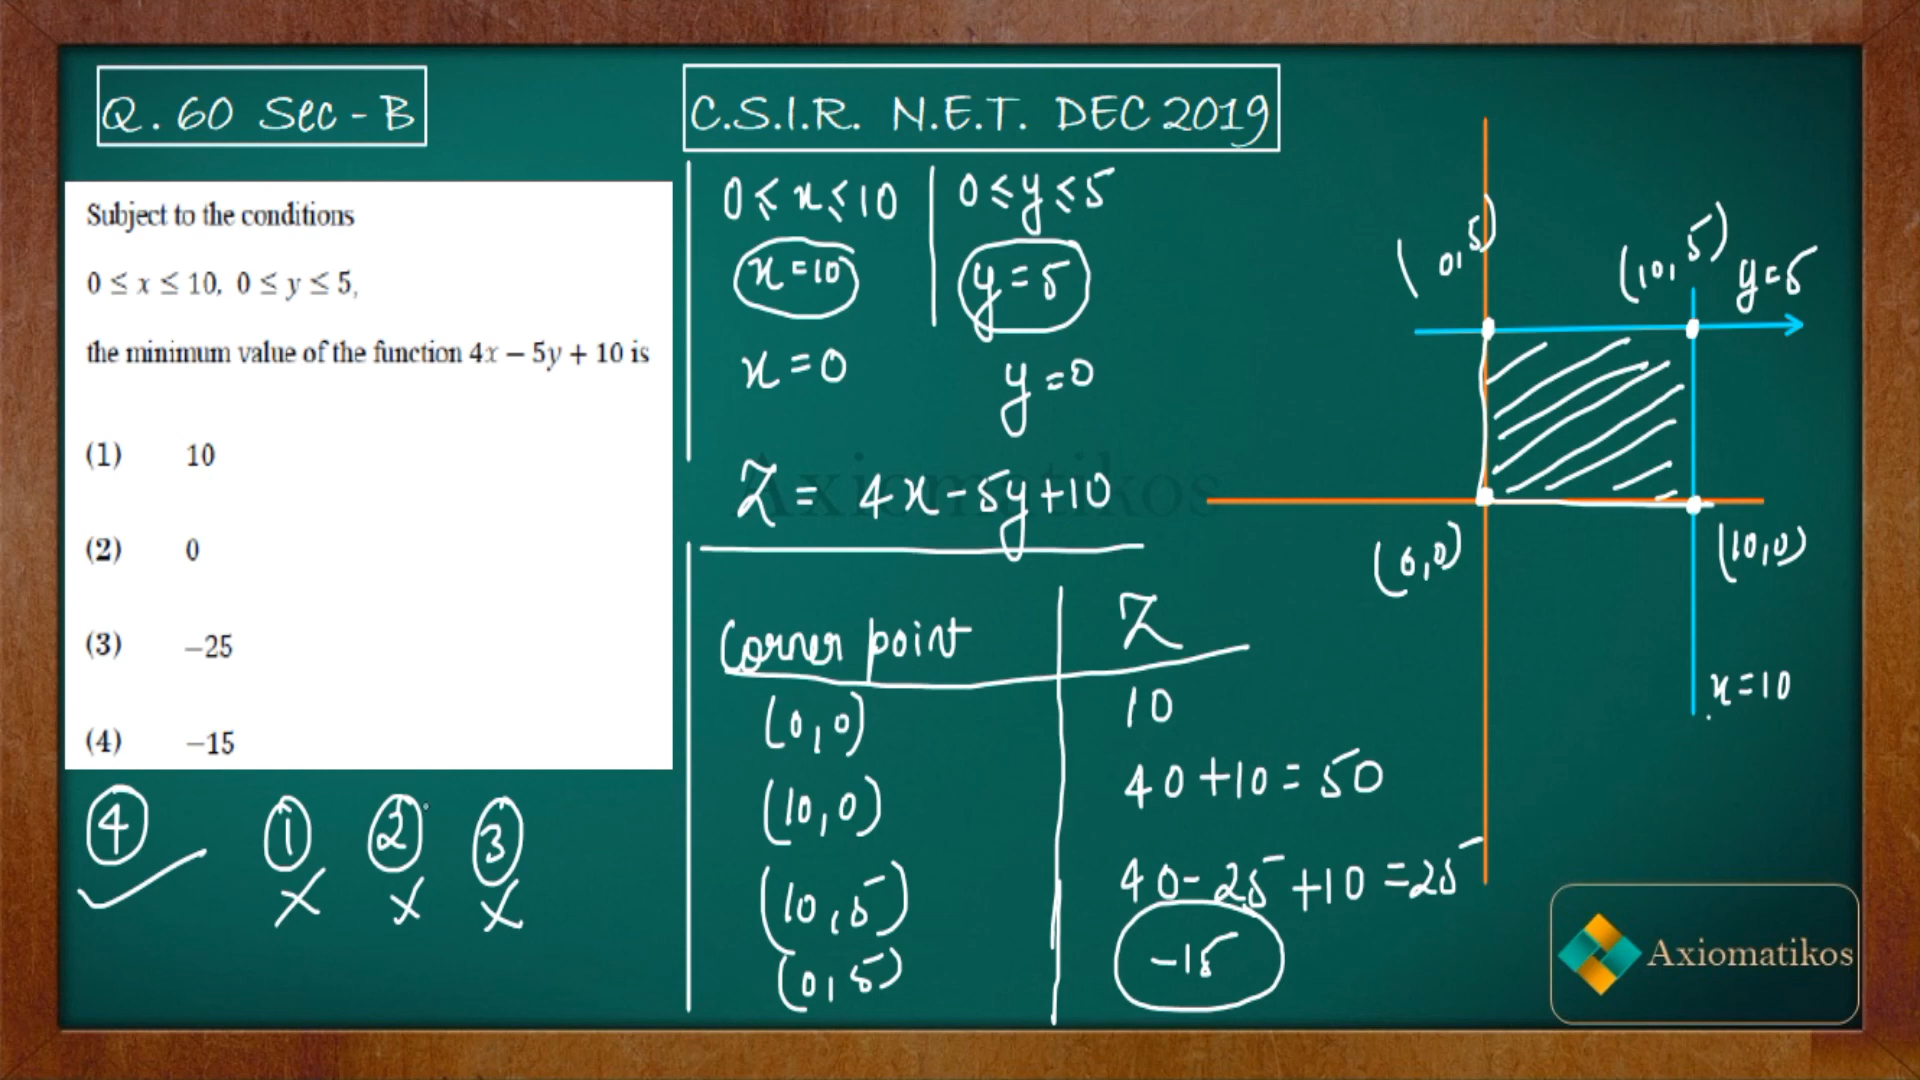 Q. 60 Sec - B
C.S.I.R. N.E.T. DEC 2019
Subject to the conditions
0 ≤ x ≤ 10, 0 ≤ y ≤ 5,
the minimum value of the function 4x − 5y + 10 is
(1) 10
(2) 0
(3) −25
(4) −15
4 1 2 3
0 ≤ x ≤ 10
x = 10
x = 0
0 ≤ y ≤ 5
y = 5
y = 0
Z = 4x - 5y + 10
Axiomatikos
Corner point Z
(0,0) 10
(10,0) 40 + 10 = 50
(10,5) 40 - 25 + 10 = 25
(0,5) -15
(0,5)
(10,5) y = 5
(0,0)
(10,0)
x = 10
Axiomatikos